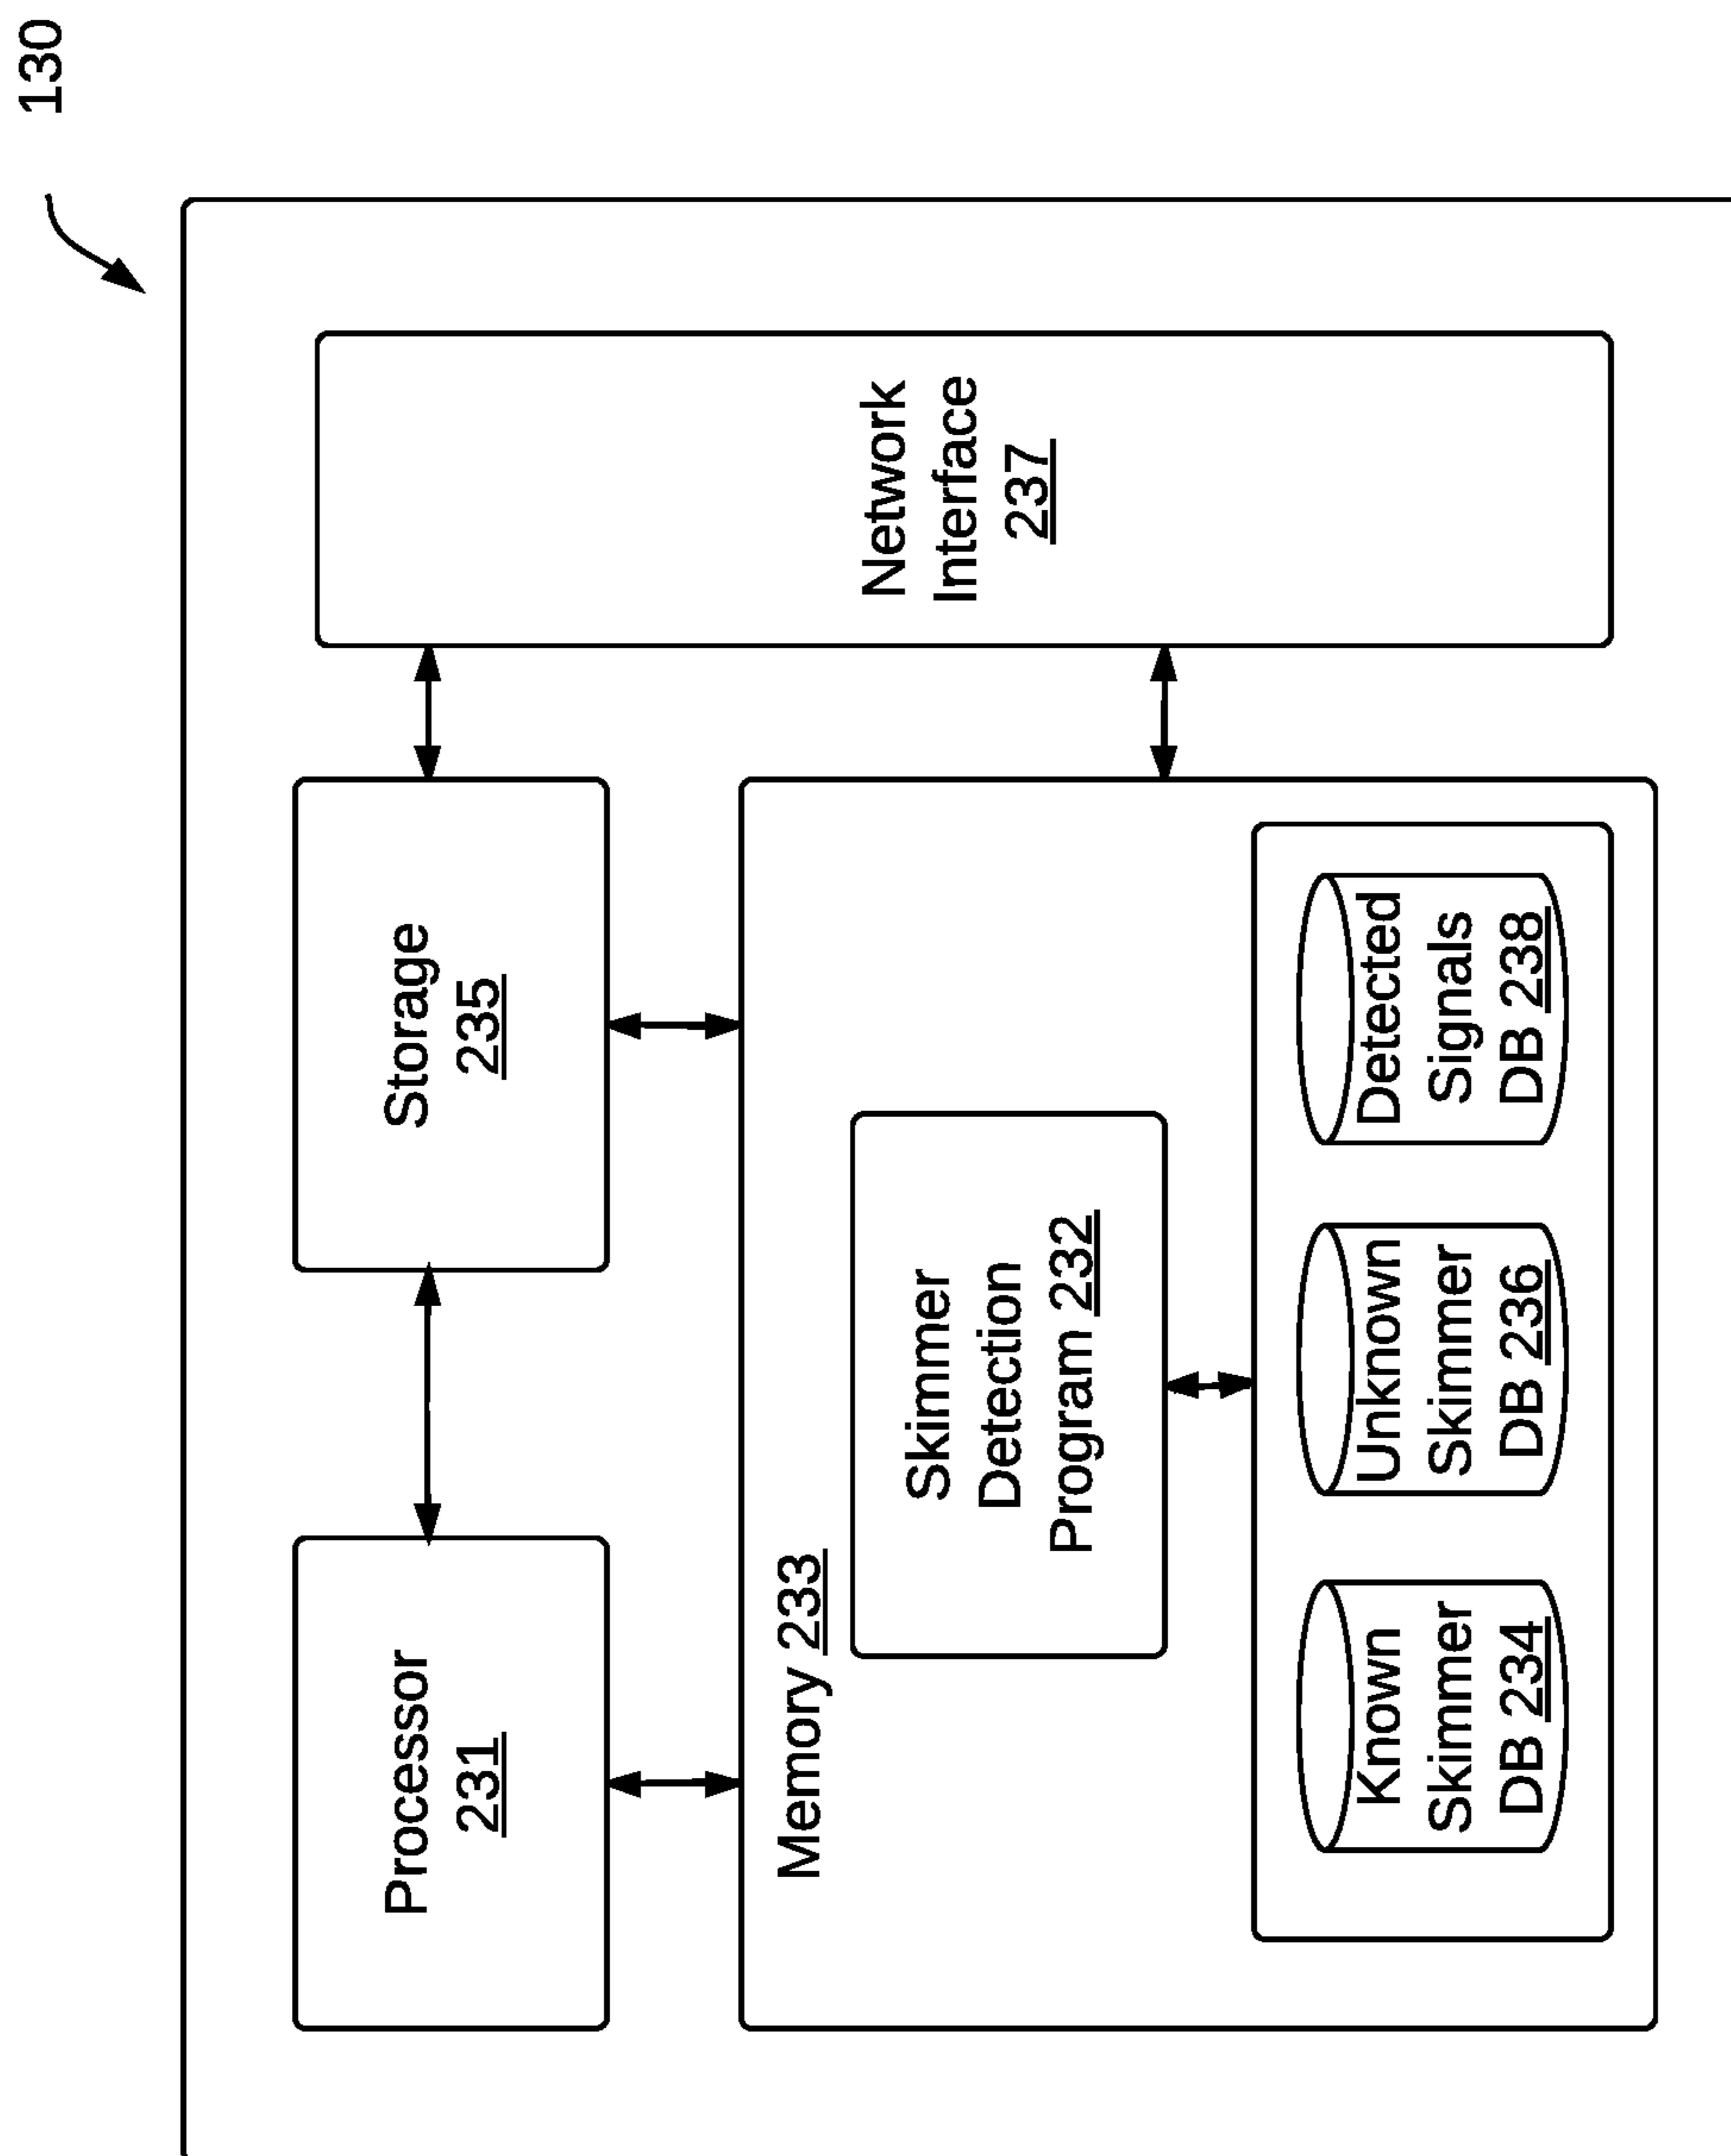 130
Processor
231
Storage
235
Network
Interface
237
Memory 233
Skimmer
Detection
Program 232
Known
Skimmer
DB 234
Unknown
Skimmer
DB 236
Detected
Signals
DB 238